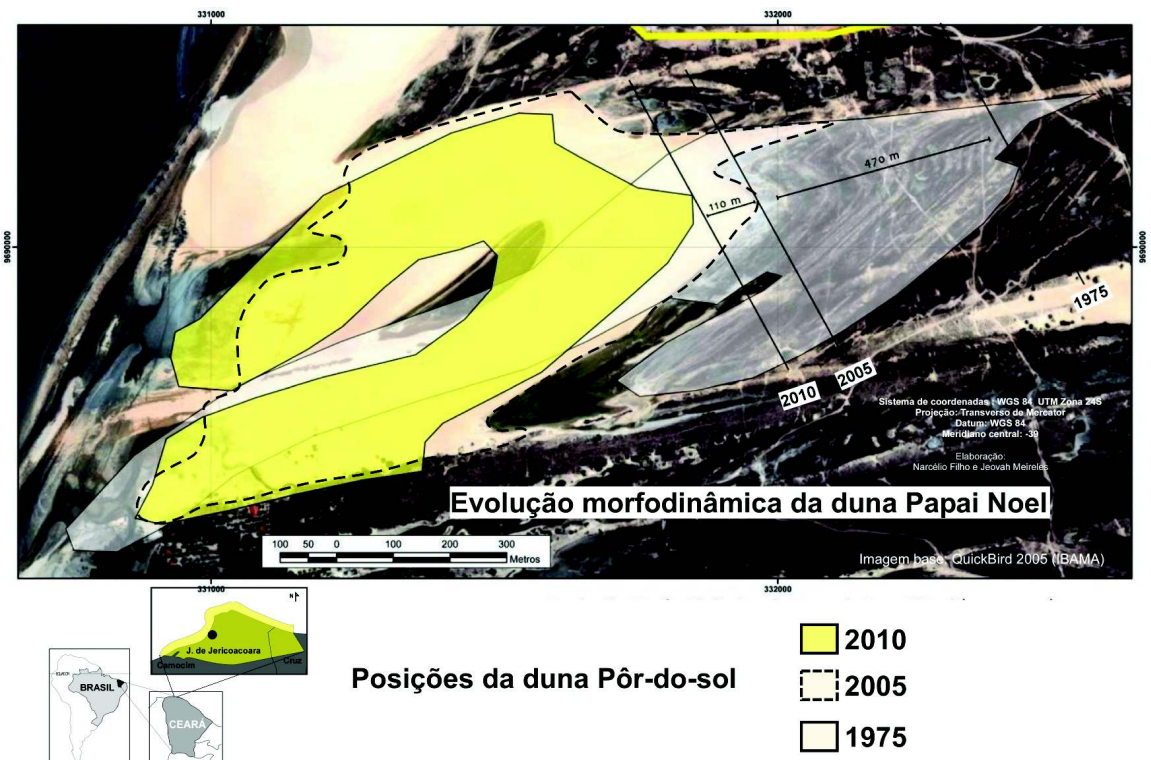 331000
332000
9690000
9690000
470 m
110 m
1975
2005
2010
Sistema de coordenadas : WGS 84_UTM Zona 24S
Projeção: Transverso de Mercator
Datum: WGS 84
Meridiano central: -39
Elaboração:
Narcélio Filho e Jeovah Meireles
Evolução morfodinâmica da duna Papai Noel
100 50 0 100 200 300
Metros
Imagem base: QuickBird 2005 (IBAMA)
331000
332000
N
J. de Jericoacoara
Camocim
Cruz
BRASIL
CEARÁ
Posições da duna Pôr-do-sol
2010
2005
1975